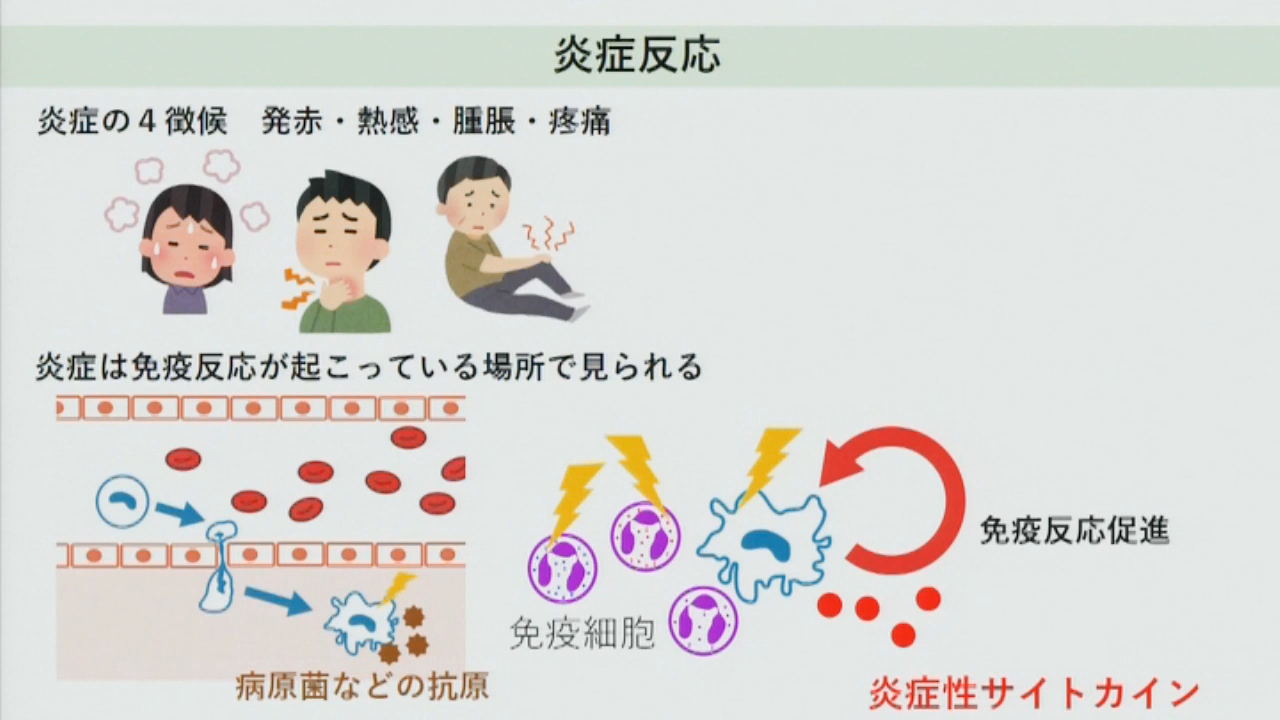 炎症反応
炎症の４徴候　発赤・熱感・腫脹・疼痛
炎症は免疫反応が起こっている場所で見られる
免疫反応促進
免疫細胞
病原菌などの抗原
炎症性サイトカイン